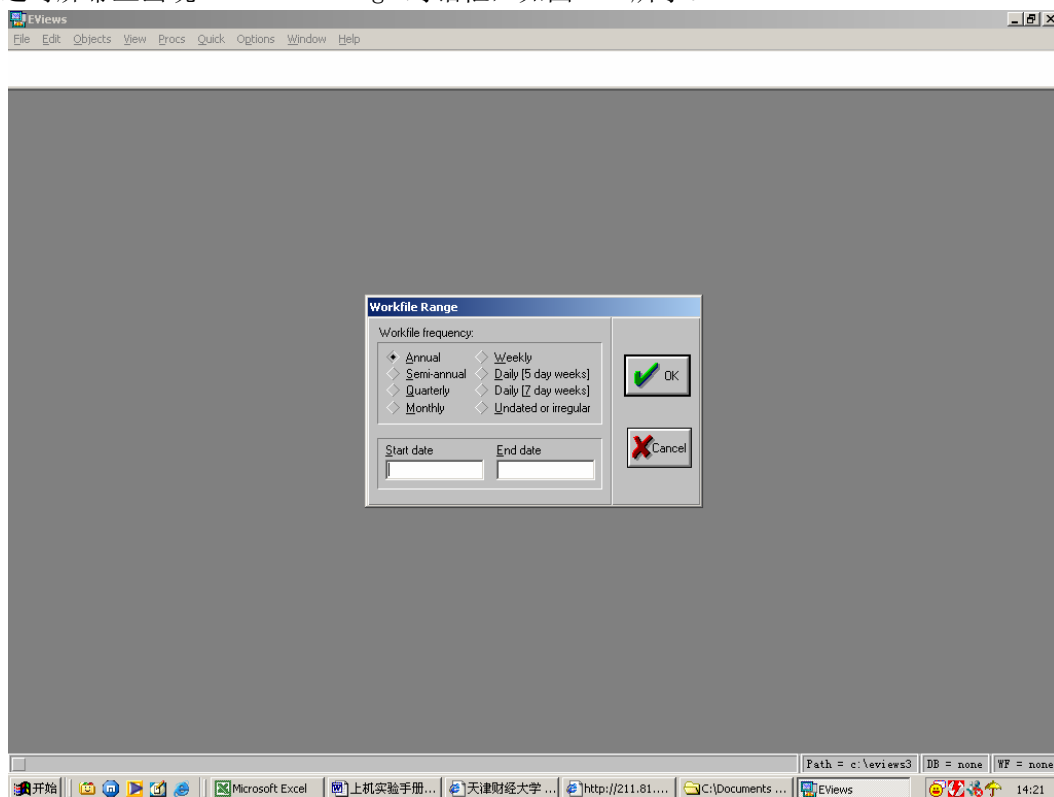 EViews
File Edit Objects View Procs Quick Options Window Help
Workfile Range
Workfile frequency:
Annual Weekly
Semi-annual Daily [5 day weeks]
Quarterly Daily [7 day weeks]
Monthly Undated or irregular
OK
Start date End date
Cancel
Path = c:\eviews3 DB = none WF = none
开始 Microsoft Excel 上机实验手册... 天津财经大学 ... http://211.81.... C:\Documents ... EViews 14:21